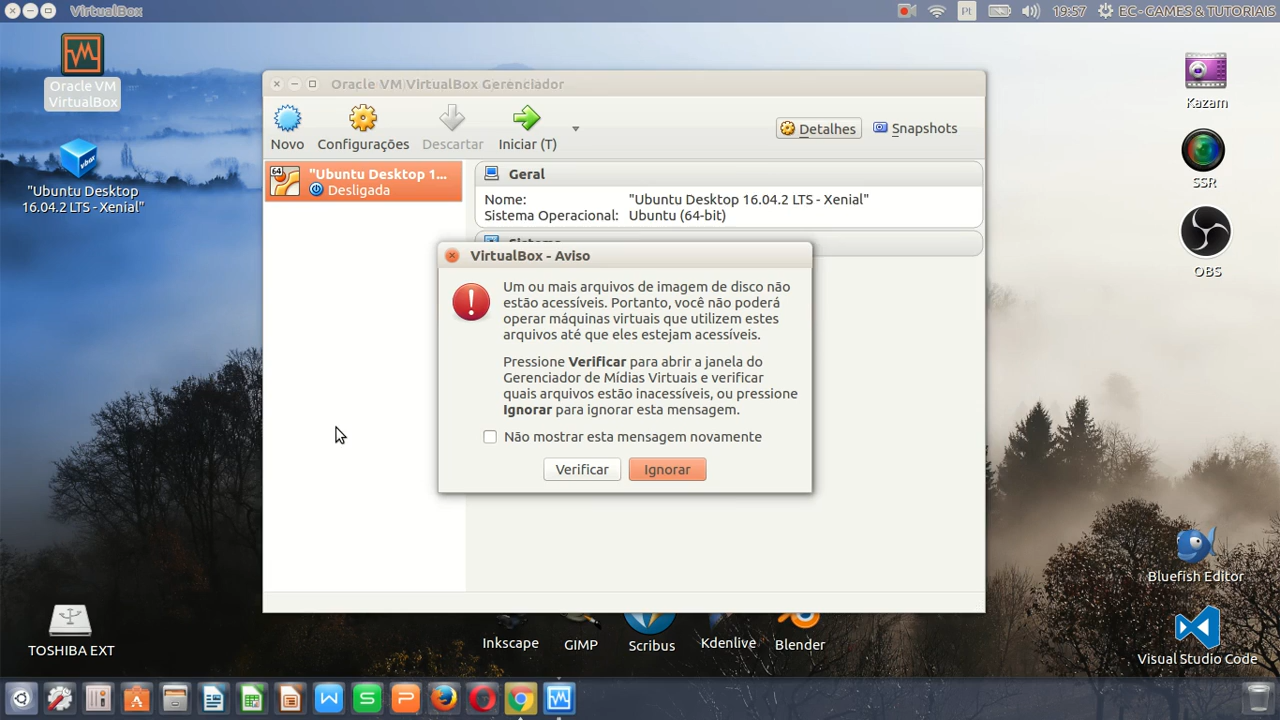 VirtualBox
Pt
19:57
EC - GAMES & TUTORIAIS
Oracle VM
VirtualBox
"Ubuntu Desktop
16.04.2 LTS - Xenial"
Oracle VM VirtualBox Gerenciador
Novo
Configurações
Descartar
Iniciar (T)
Detalhes
Snapshots
64
"Ubuntu Desktop 1...
Desligada
Geral
Nome: "Ubuntu Desktop 16.04.2 LTS - Xenial"
Sistema Operacional: Ubuntu (64-bit)
Sistema
VirtualBox - Aviso
Um ou mais arquivos de imagem de disco não
estão acessíveis. Portanto, você não poderá
operar máquinas virtuais que utilizem estes
arquivos até que eles estejam acessíveis.
Pressione Verificar para abrir a janela do
Gerenciador de Mídias Virtuais e verificar
quais arquivos estão inacessíveis, ou pressione
Ignorar para ignorar esta mensagem.
Não mostrar esta mensagem novamente
Verificar
Ignorar
Kazam
SSR
OBS
Bluefish Editor
Visual Studio Code
TOSHIBA EXT
Inkscape
GIMP
Scribus
Kdenlive
Blender